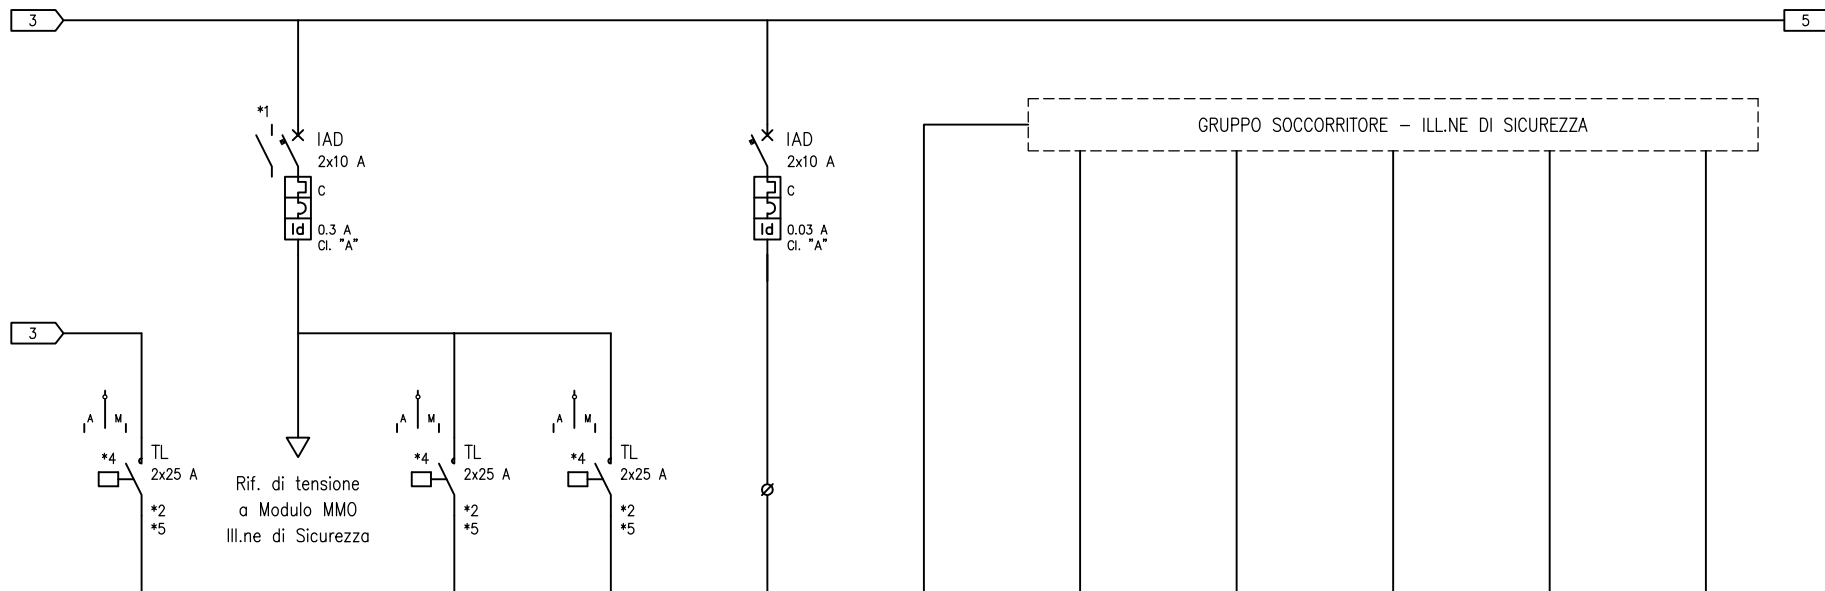 3
5
*1
IAD
2x10 A
C
Id
0.3 A
Cl. "A"
IAD
2x10 A
C
Id
0.03 A
Cl. "A"
GRUPPO SOCCORRITORE – ILL.NE DI SICUREZZA
3
A M
*4
TL
2x25 A
*2
*5
Rif. di tensione
a Modulo MMO
Ill.ne di Sicurezza
A M
*4
TL
2x25 A
*2
*5
A M
*4
TL
2x25 A
*2
*5